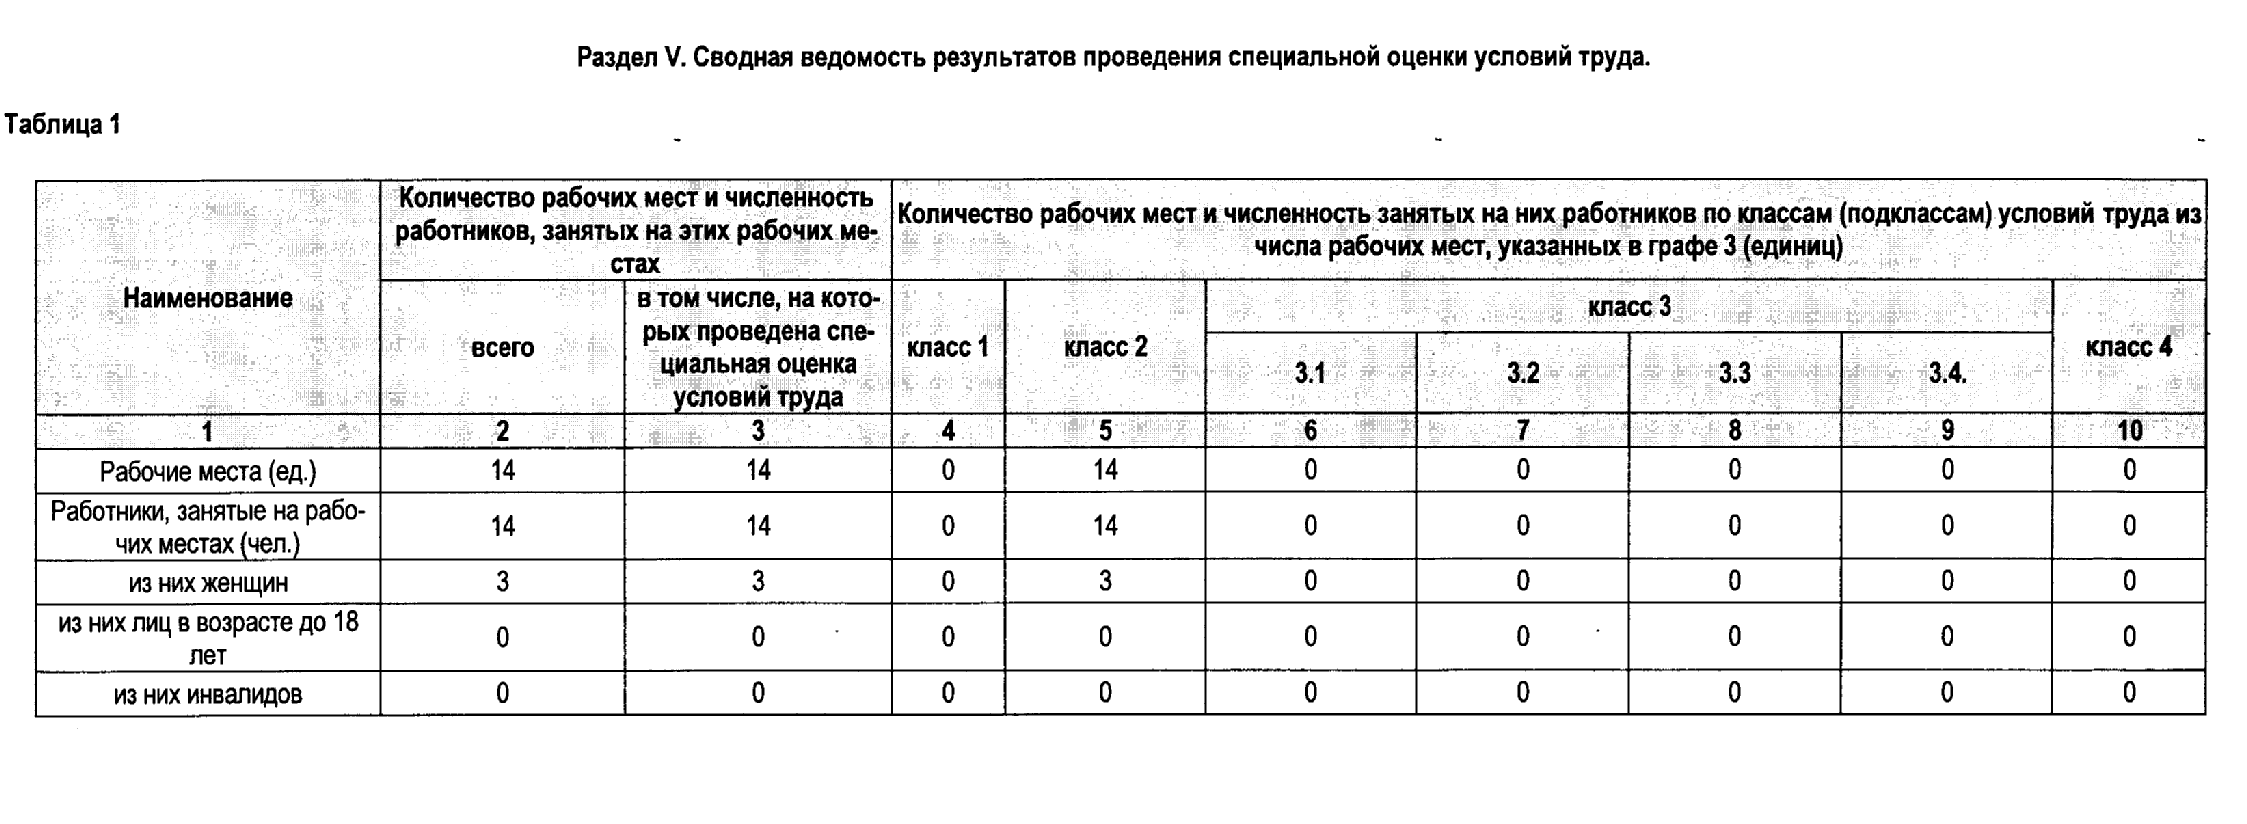 Раздел V. Сводная ведомость результатов проведения специальной оценки условий труда.
Таблица 1
Наименование
Количество рабочих мест и численность
работников, занятых на этих рабочих ме-
стах
Количество рабочих мест и численность занятых на них работников по классам (подклассам) условий труда из
числа рабочих мест, указанных в графе 3 (единиц)
всего
в том числе, на кото-
рых проведена спе-
циальная оценка
условий труда
класс 1
класс 2
класс 3
класс 4
3.1 3.2 3.3 3.4.
1 2 3 4 5 6 7 8 9 10
Рабочие места (ед.) 14 14 0 14 0 0 0 0 0
Работники, занятые на рабо-
чих местах (чел.) 14 14 0 14 0 0 0 0 0
из них женщин 3 3 0 3 0 0 0 0 0
из них лиц в возрасте до 18
лет 0 0 0 0 0 0 0 0 0
из них инвалидов 0 0 0 0 0 0 0 0 0